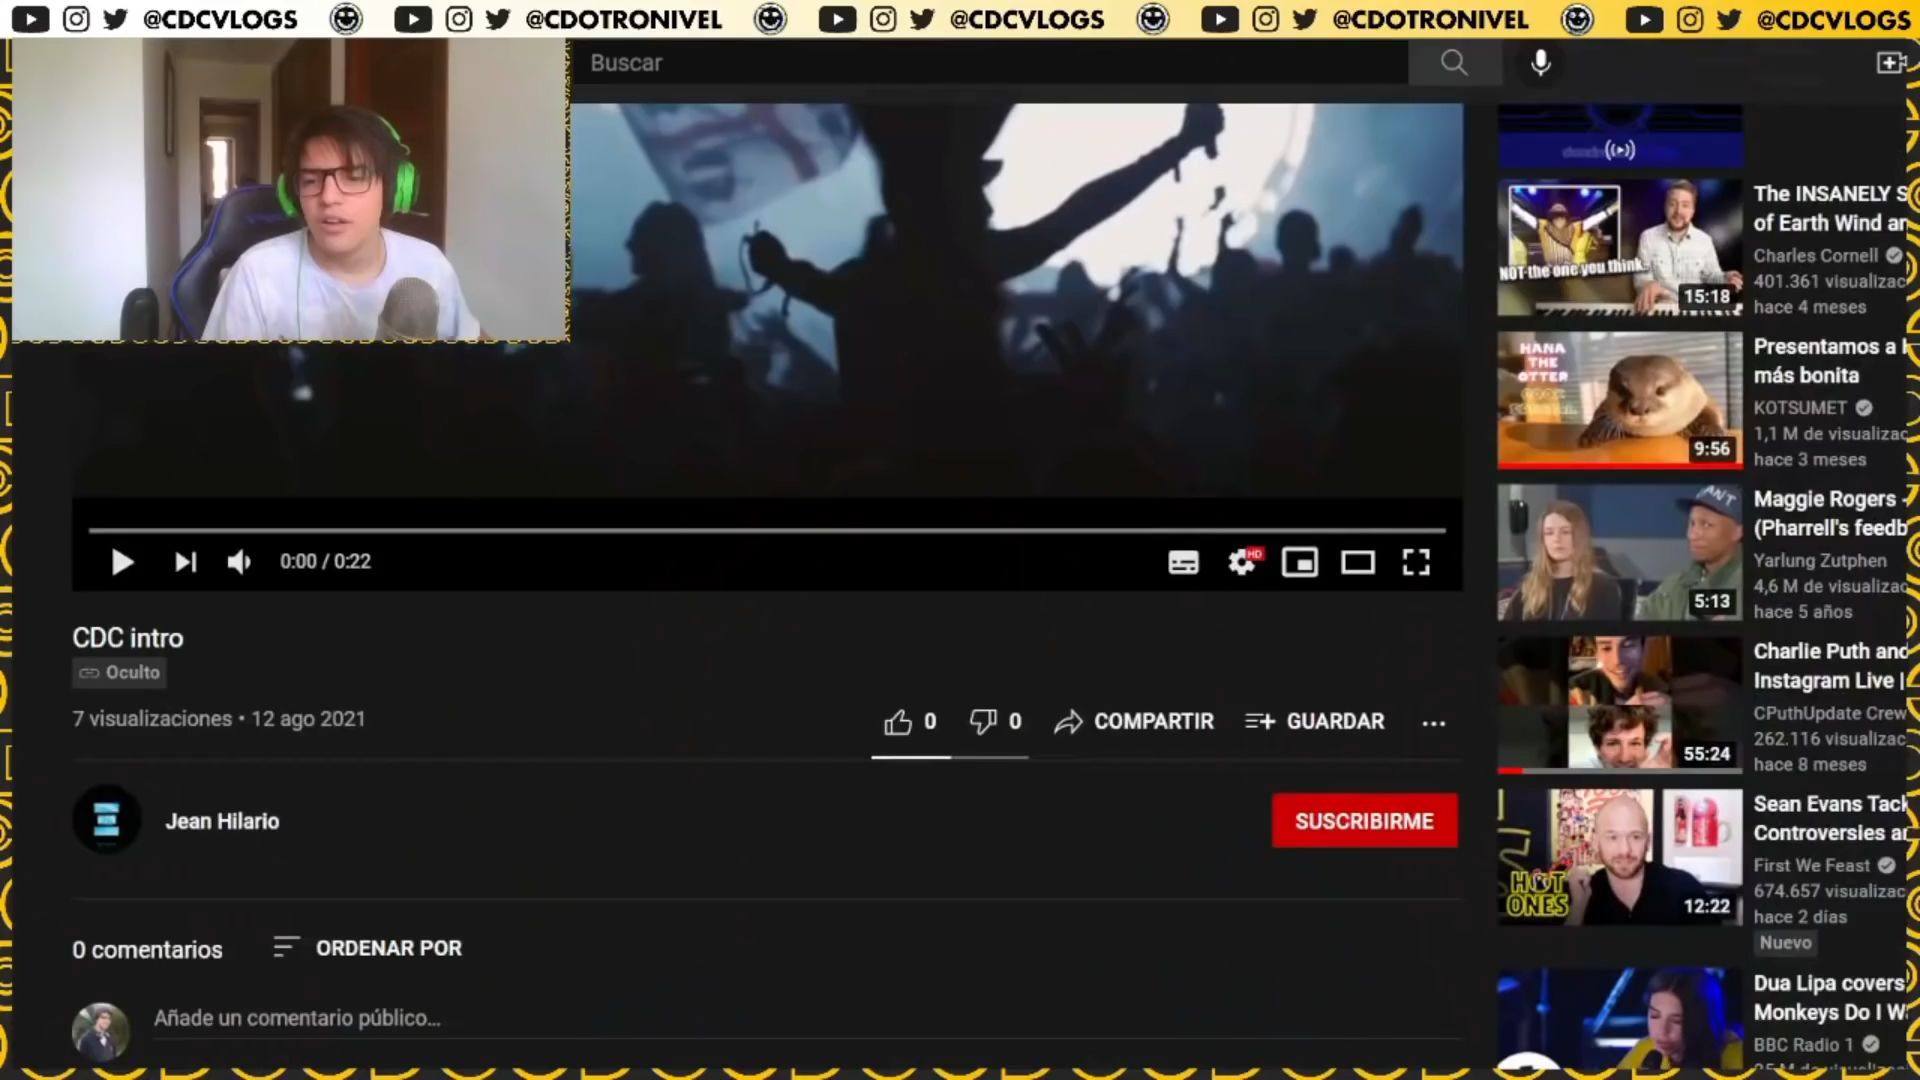 @CDCVLOGS @CDOTRONIVEL @CDCVLOGS @CDOTRONIVEL @CDCVLOGS
Buscar
0:00 / 0:22
HD
CDC intro
Oculto
7 visualizaciones • 12 ago 2021
0 0 COMPARTIR GUARDAR
Jean Hilario
SUSCRIBIRME
0 comentarios ORDENAR POR
Añade un comentario público...
NOT the one you think..
15:18
The INSANELY S
of Earth Wind an
Charles Cornell
401.361 visualizac
hace 4 meses
HANA
THE
OTTER
9:56
Presentamos a
más bonita
KOTSUMET
1,1 M de visualizac
hace 3 meses
5:13
Maggie Rogers -
(Pharrell's feedb
Yarlung Zutphen
4,6 M de visualizac
hace 5 años
55:24
Charlie Puth and
Instagram Live |
CPuthUpdate Crew
262.116 visualizac
hace 8 meses
HOT
ONES
12:22
Sean Evans Tack
Controversies ar
First We Feast
674.657 visualizac
hace 2 días
Nuevo
Dua Lipa covers
Monkeys Do I W
BBC Radio 1